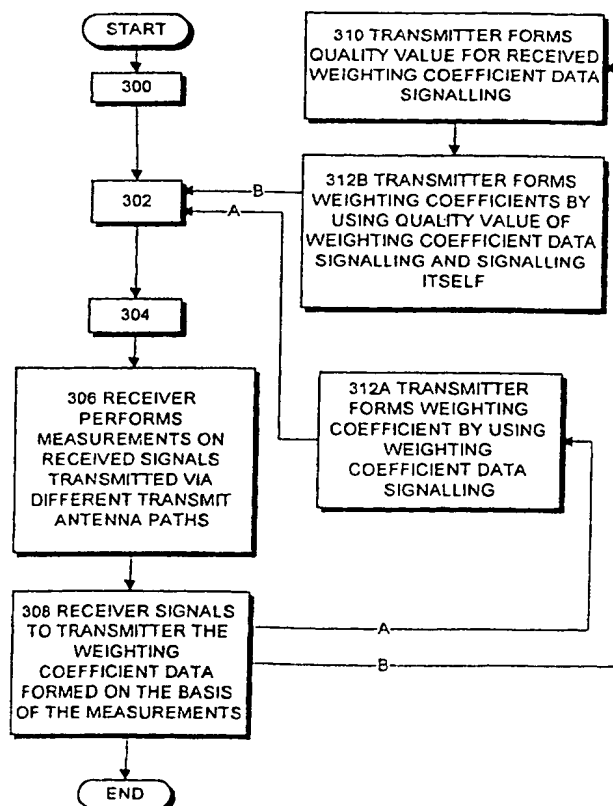 START
300
302
304
306 RECEIVER
PERFORMS
MEASUREMENTS ON
RECEIVED SIGNALS
TRANSMITTED VIA
DIFFERENT TRANSMIT
ANTENNA PATHS
308 RECEIVER SIGNALS
TO TRANSMITTER THE
WEIGHTING
COEFFICIENT DATA
FORMED ON THE BASIS
OF THE MEASUREMENTS
END
310 TRANSMITTER FORMS
QUALITY VALUE FOR RECEIVED
WEIGHTING COEFFICIENT DATA
SIGNALLING
312B TRANSMITTER FORMS
WEIGHTING COEFFICIENTS BY
USING QUALITY VALUE OF
WEIGHTING COEFFICIENT DATA
SIGNALLING AND SIGNALLING
ITSELF
B
A
312A TRANSMITTER
FORMS WEIGHTING
COEFFICIENT BY USING
WEIGHTING
COEFFICIENT DATA
SIGNALLING
A
B